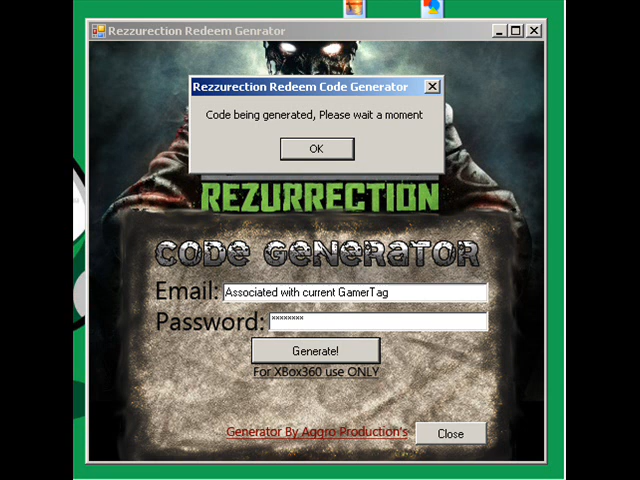 Rezzurection Redeem Genrator
Rezzurection Redeem Code Generator
Code being generated, Please wait a moment
OK
REZURRECTION
CODE GENERATOR
Email: Associated with current GamerTag
Password: ××××××××
Generate!
For XBox360 use ONLY
Generator By Aggro Production's
Close